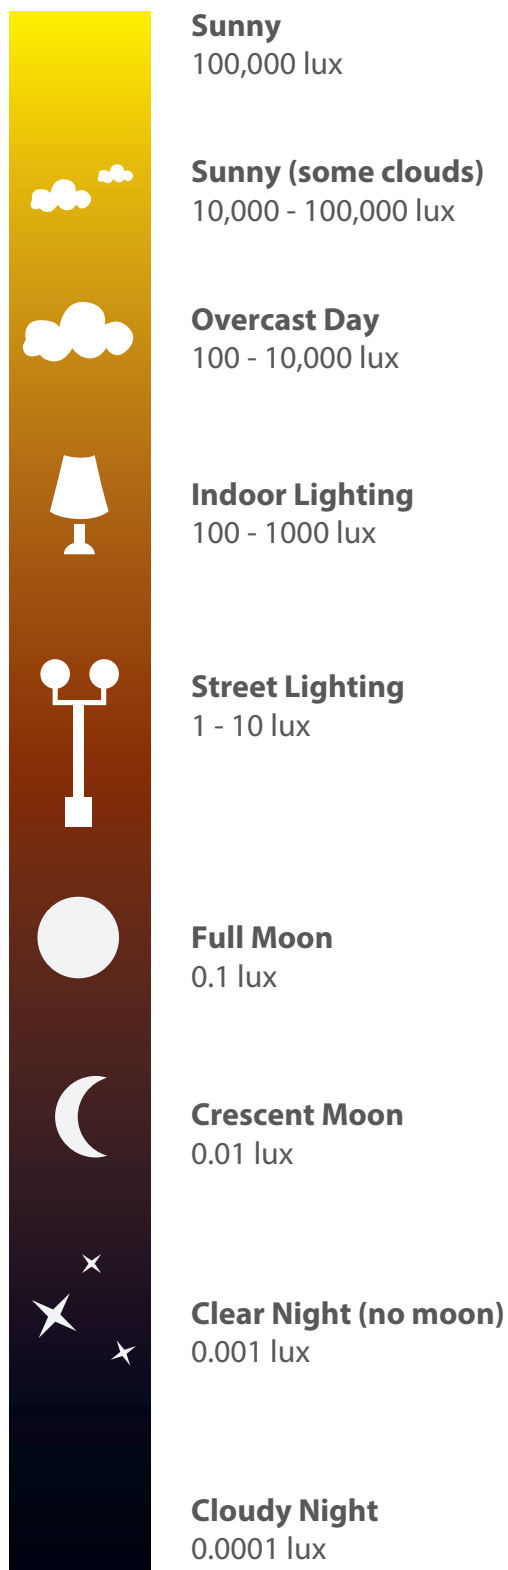 Sunny
100,000 lux
Sunny (some clouds)
10,000 - 100,000 lux
Overcast Day
100 - 10,000 lux
Indoor Lighting
100 - 1000 lux
Street Lighting
1 - 10 lux
Full Moon
0.1 lux
Crescent Moon
0.01 lux
Clear Night (no moon)
0.001 lux
Cloudy Night
0.0001 lux